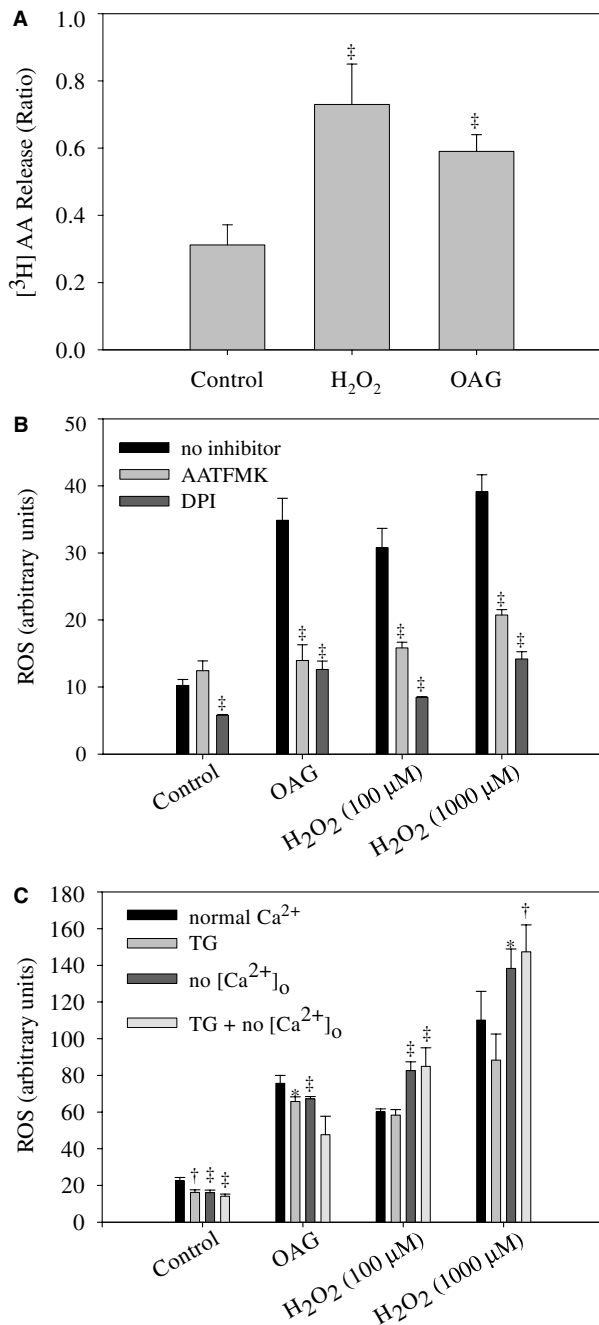 A
[³H] AA Release (Ratio)
1.0
0.8
0.6
0.4
0.2
0.0
‡
‡
Control
H₂O₂
OAG
B
ROS (arbitrary units)
50
40
30
20
10
0
no inhibitor
AATFMK
DPI
‡
‡
‡
‡
‡
‡
‡
Control
OAG
H₂O₂ (100 µM)
H₂O₂ (1000 µM)
C
ROS (arbitrary units)
180
160
140
120
100
80
60
40
20
0
normal Ca²⁺
TG
no [Ca²⁺]ₒ
TG + no [Ca²⁺]ₒ
†
‡
‡
*
‡
‡
‡
*
†
Control
OAG
H₂O₂ (100 µM)
H₂O₂ (1000 µM)